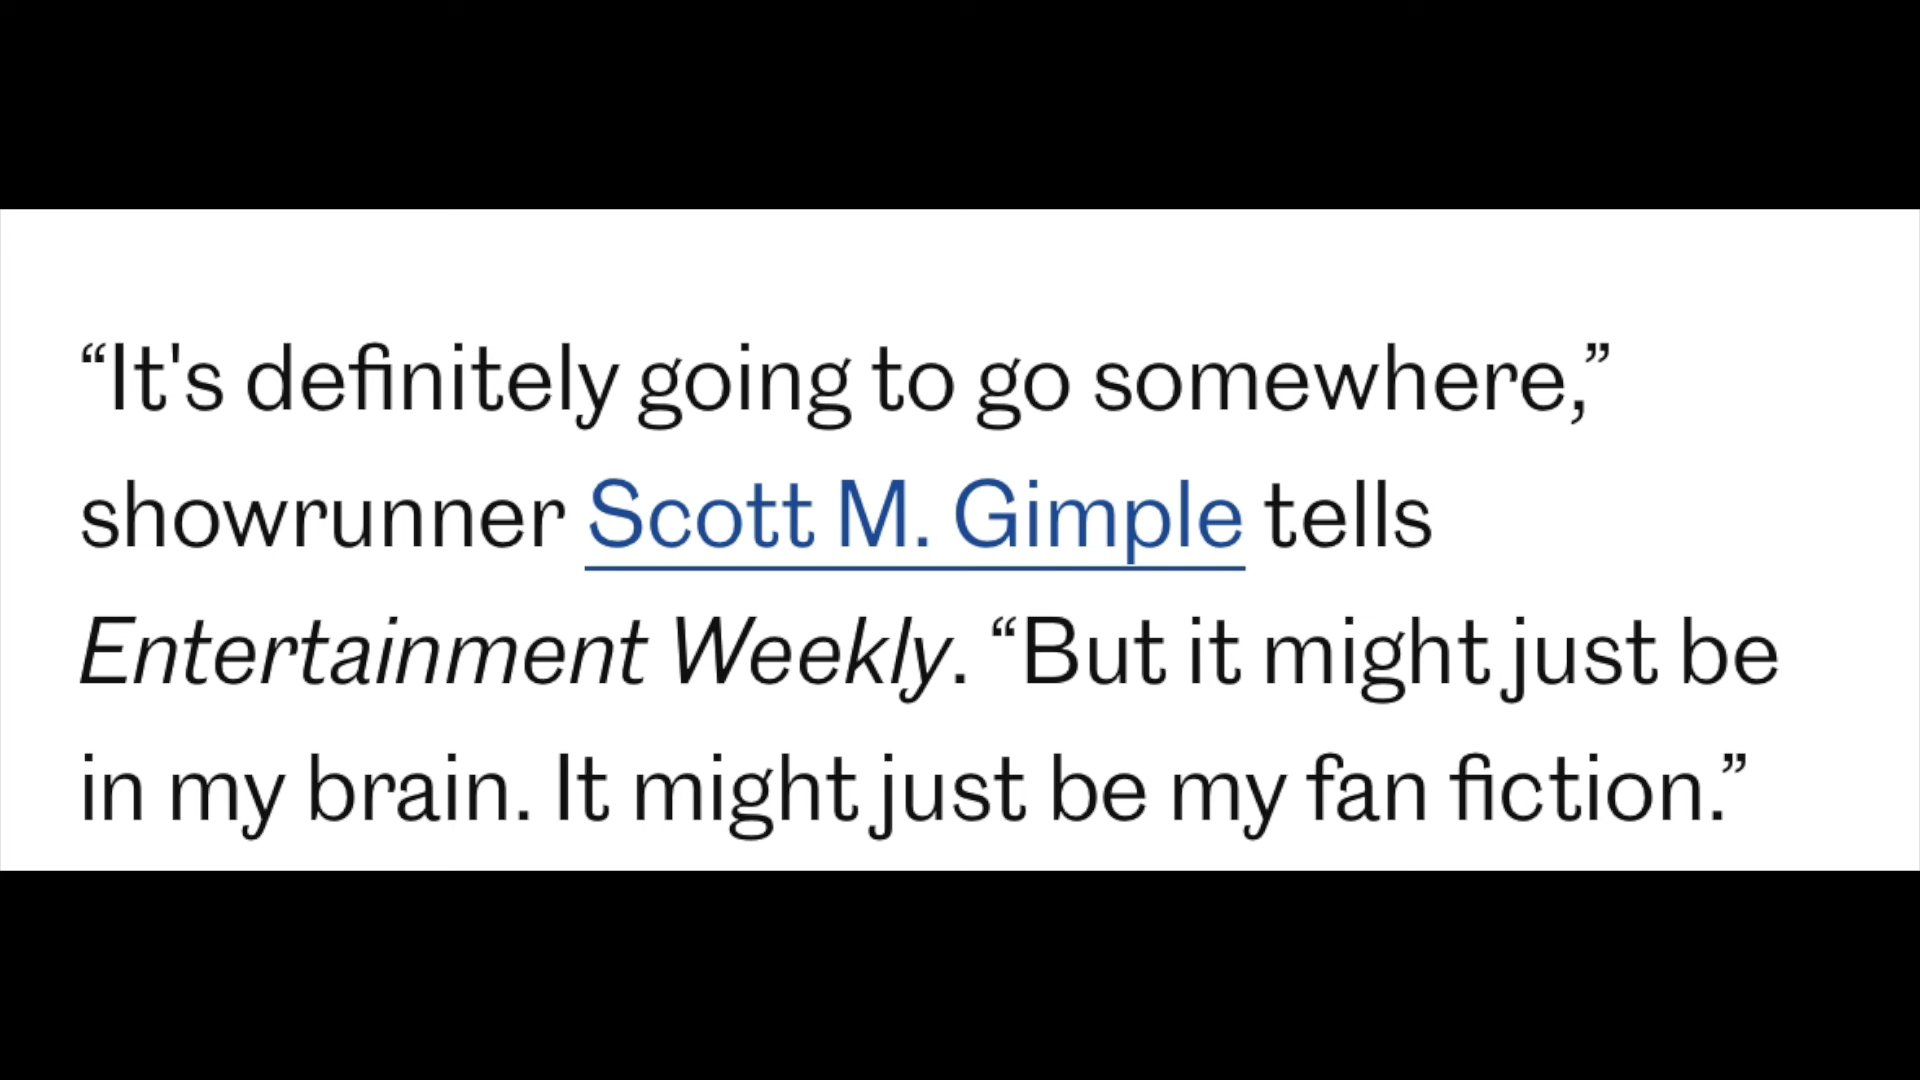 “It's definitely going to go somewhere,”
showrunner Scott M. Gimple tells
Entertainment Weekly. “But it might just be
in my brain. It might just be my fan fiction.”